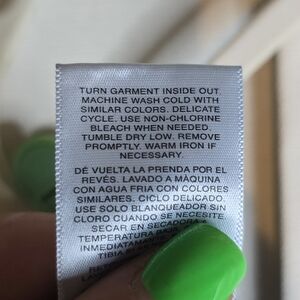 TURN GARMENT INSIDE OUT.
MACHINE WASH COLD WITH
SIMILAR COLORS. DELICATE
CYCLE. USE NON-CHLORINE
BLEACH WHEN NEEDED.
TUMBLE DRY LOW. REMOVE
PROMPTLY. WARM IRON IF
NECESSARY.
DÉ VUELTA LA PRENDA POR EL
REVÉS. LAVADO A MÁQUINA
CON AGUA FRIA CON COLORES
SIMILARES. CICLO DELICADO.
USE SOLO BLANQUEADOR SIN
CLORO CUANDO SE NECESITE.
SECAR EN SECADORA A
TEMPERATURA
TIBIA